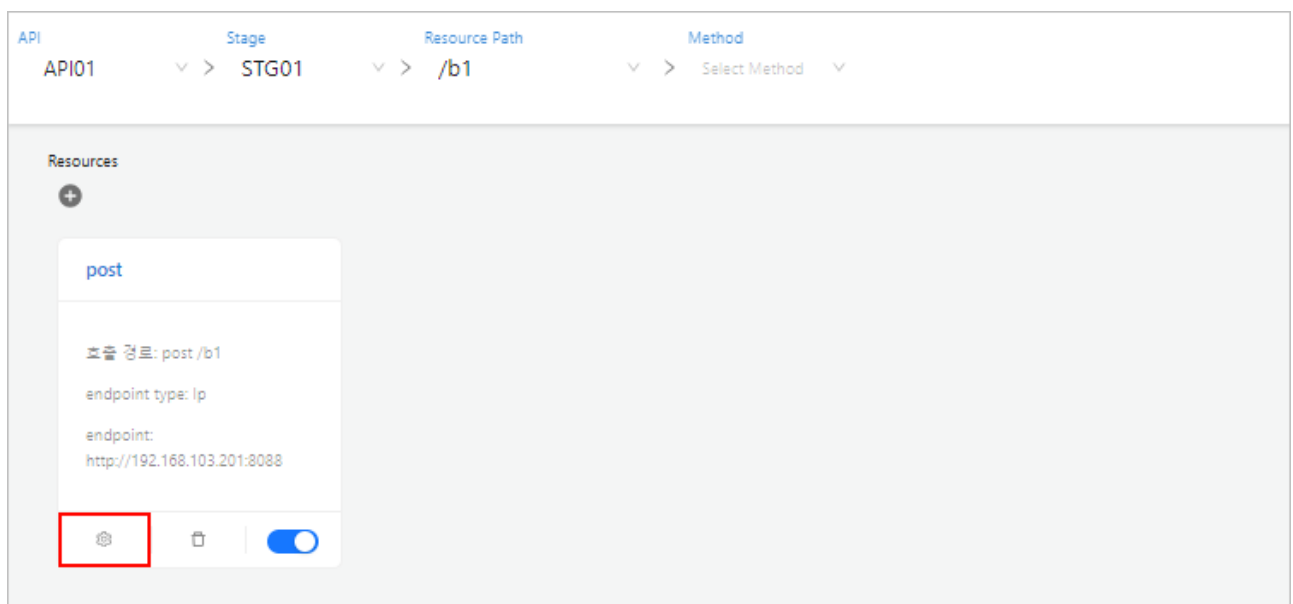 API Stage Resource Path Method
API01 > STG01 > /b1 > Select Method
Resources
post
호출 경로: post /b1
endpoint type: Ip
endpoint:
http://192.168.103.201:8088